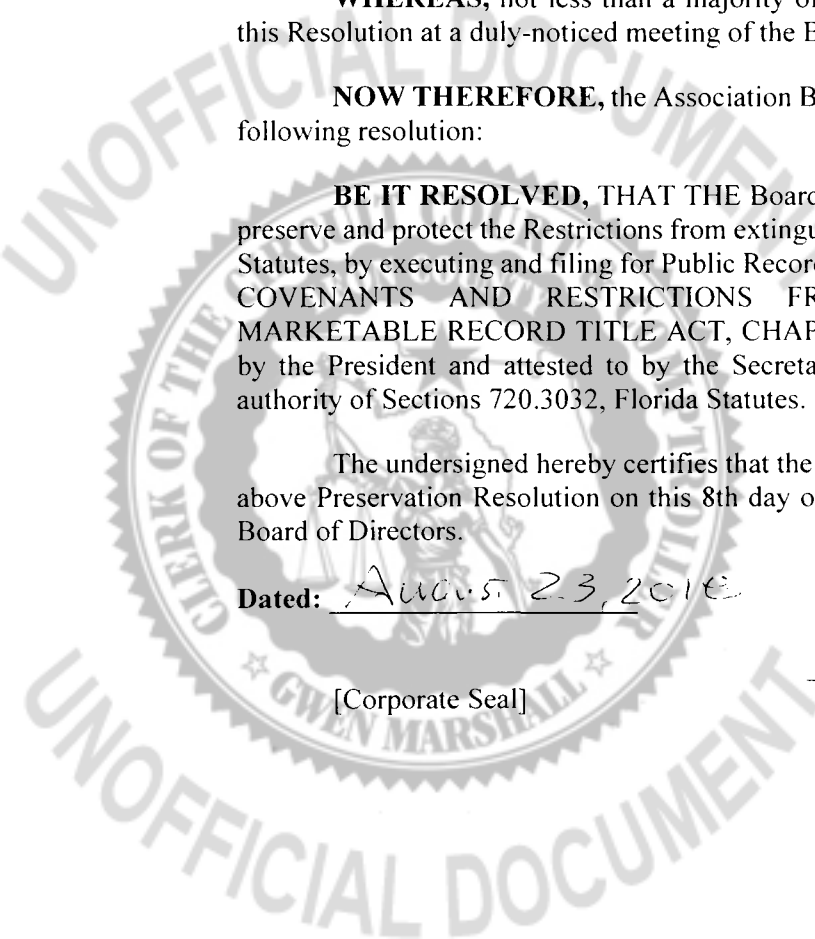 WHEREAS, not less than a majority o
this Resolution at a duly-noticed meeting of the B
NOW THEREFORE, the Association B
following resolution:
BE IT RESOLVED, THAT THE Board
preserve and protect the Restrictions from extingu
Statutes, by executing and filing for Public Recor
COVENANTS AND RESTRICTIONS FR
MARKETABLE RECORD TITLE ACT, CHAP
by the President and attested to by the Secreta
authority of Sections 720.3032, Florida Statutes.
The undersigned hereby certifies that the
above Preservation Resolution on this 8th day o
Board of Directors.
Dated: 23,
[Corporate Seal]
UNOFFICIAL DOCUMENT
CLERK OF THE
GWEN MARSHALL
UNOFFICIAL DOCUMENT